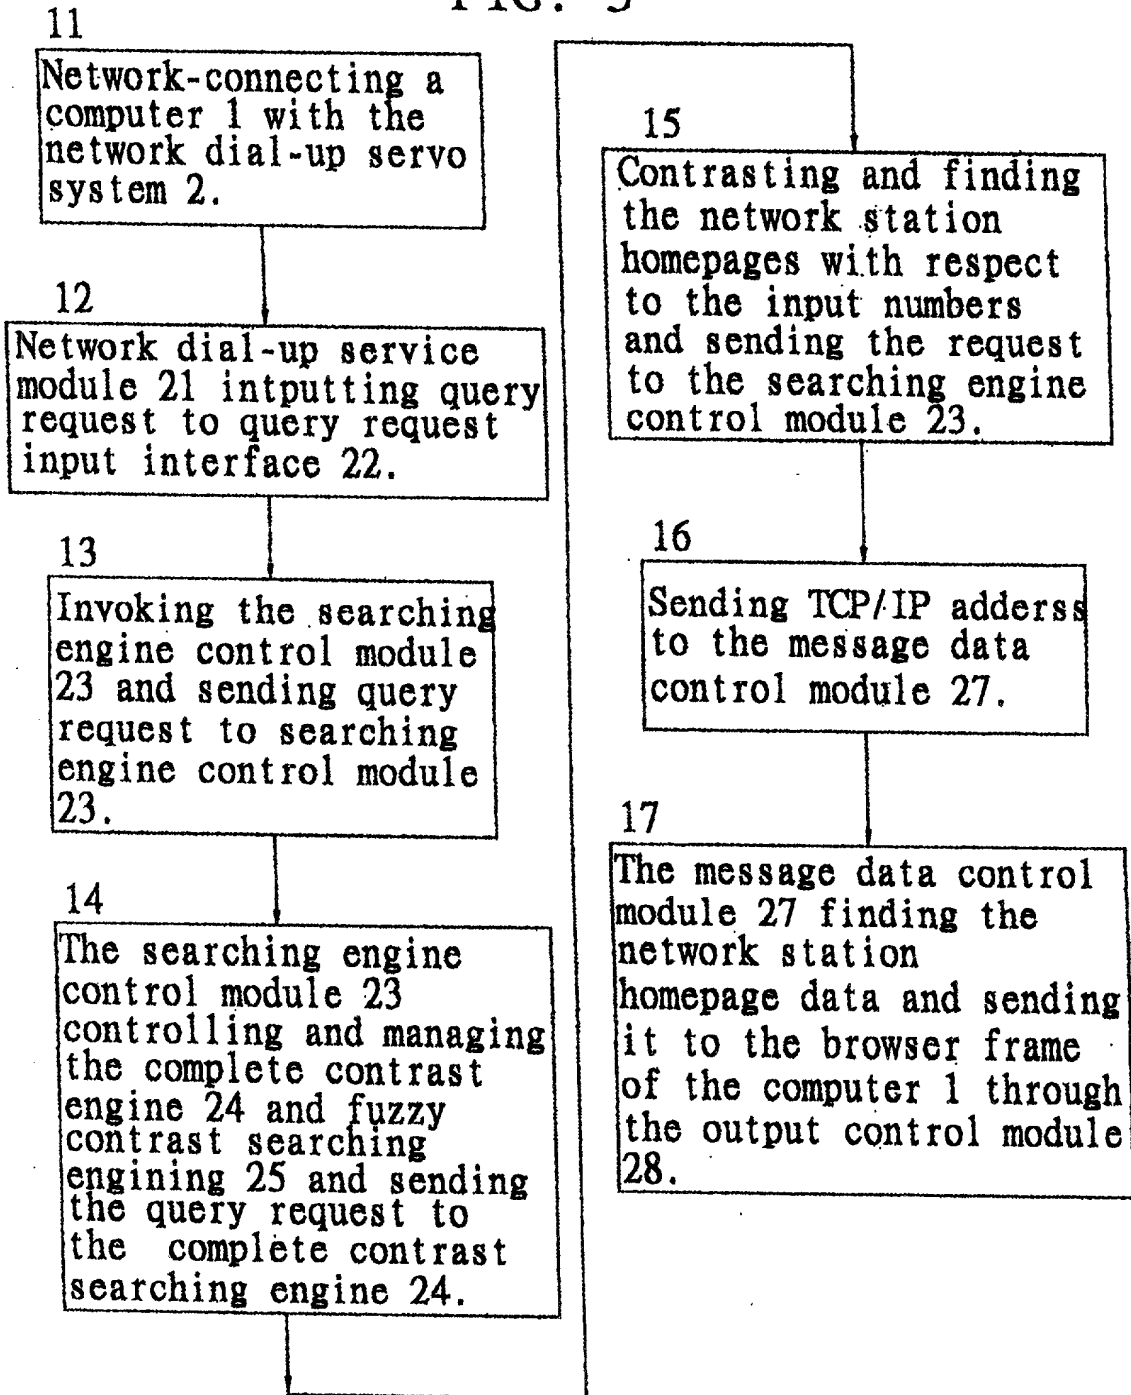 FIG. 3
11
Network-connecting a
computer 1 with the
network dial-up servo
system 2.
12
Network dial-up service
module 21 intputting query
request to query request
input interface 22.
13
Invoking the searching
engine control module
23 and sending query
request to searching
engine control module
23.
14
The searching engine
control module 23
controlling and managing
the complete contrast
engine 24 and fuzzy
contrast searching
engining 25 and sending
the query request to
the complete contrast
searching engine 24.
15
Contrasting and finding
the network station
homepages with respect
to the input numbers
and sending the request
to the searching engine
control module 23.
16
Sending TCP/IP adderss
to the message data
control module 27.
17
The message data control
module 27 finding the
network station
homepage data and sending
it to the browser frame
of the computer 1 through
the output control module
28.